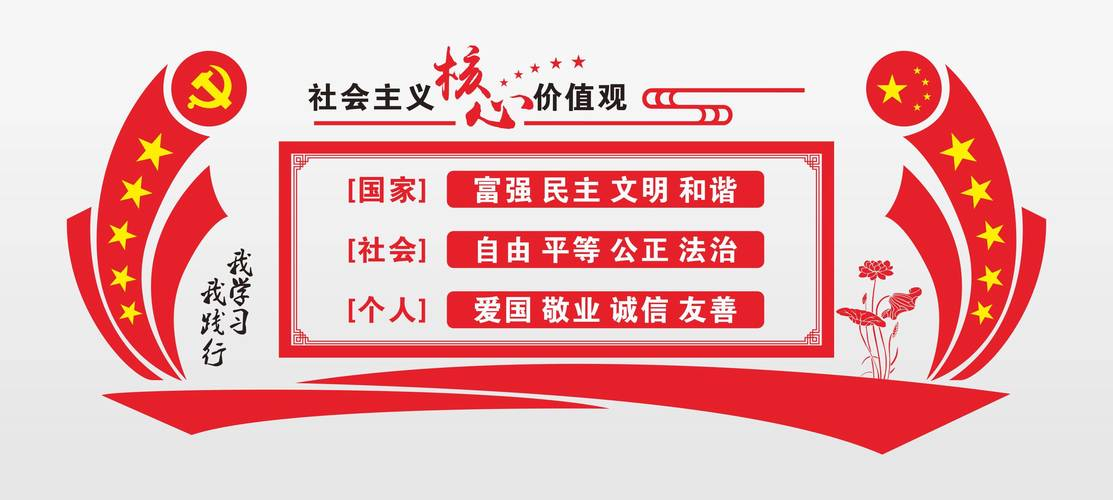 社会主义核心价值观
[国家] 富强 民主 文明 和谐
[社会] 自由 平等 公正 法治
[个人] 爱国 敬业 诚信 友善
我学习
我践行